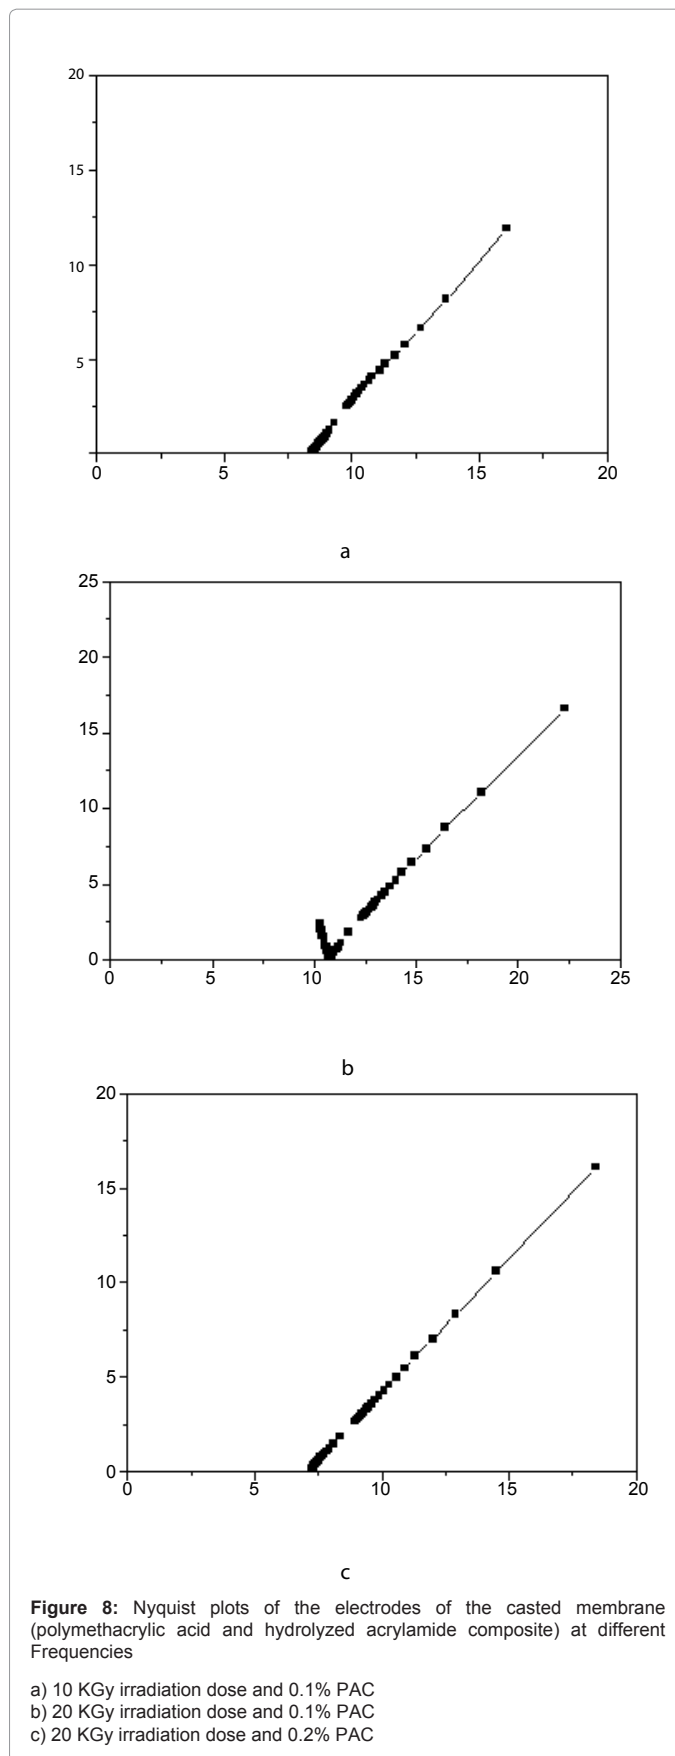 20
15
10
5
0 5 10 15 20
a
25
20
15
10
5
0
0 5 10 15 20 25
b
20
15
10
5
0
0 5 10 15 20
c
Figure 8: Nyquist plots of the electrodes of the casted membrane
(polymethacrylic acid and hydrolyzed acrylamide composite) at different
Frequencies
a) 10 KGy irradiation dose and 0.1% PAC
b) 20 KGy irradiation dose and 0.1% PAC
c) 20 KGy irradiation dose and 0.2% PAC